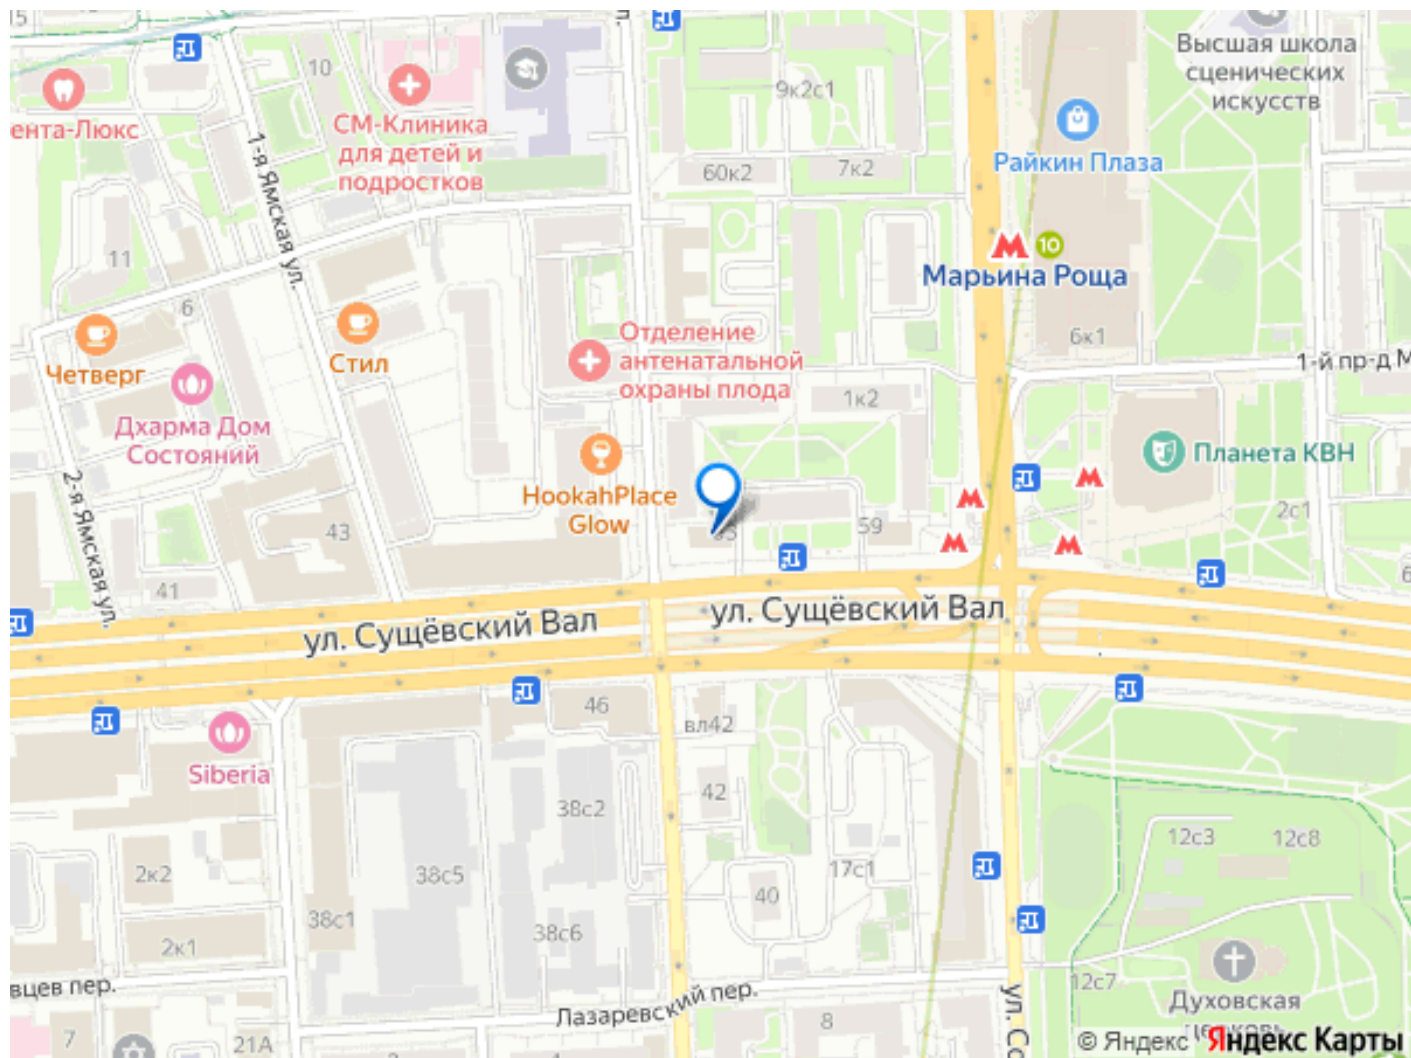 15
10
9к2с1
Высшая школа
сценических
искусств
ента-Люкс
СМ-Клиника
для детей и
подростков
1-я Ямская ул.
60к2
7к2
Райкин Плаза
11
10
Марьина Роща
6
Четверг
Стил
Отделение
антенатальной
охраны плода
6к1
1-й пр-д М
Дхарма Дом
Состояний
1к2
Планета КВН
2-я Ямская ул.
HookahPlace
Glow
43
59
2с1
41
6
ул. Сущёвский Вал
ул. Сущёвский Вал
46
вл42
Siberia
42
38с2
12с3
12с8
2к2
38с5
17с1
40
38с1
38с6
2к1
вцев пер.
12с7
Лазаревский пер.
Духовская
церковь
7
21А
8
ул. Со
© Яндекс Яндекс Карты